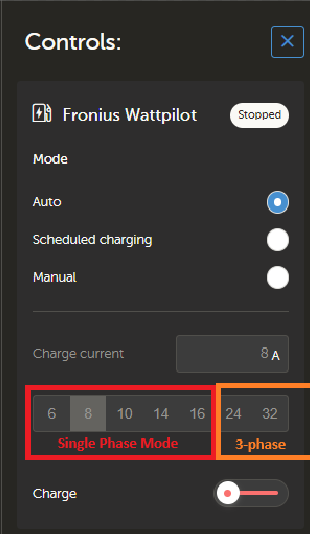 Controls:
Fronius Wattpilot Stopped
Mode
Auto
Scheduled charging
Manual
Charge current 8 A
6 8 10 14 16 24 32
Single Phase Mode 3-phase
Charge